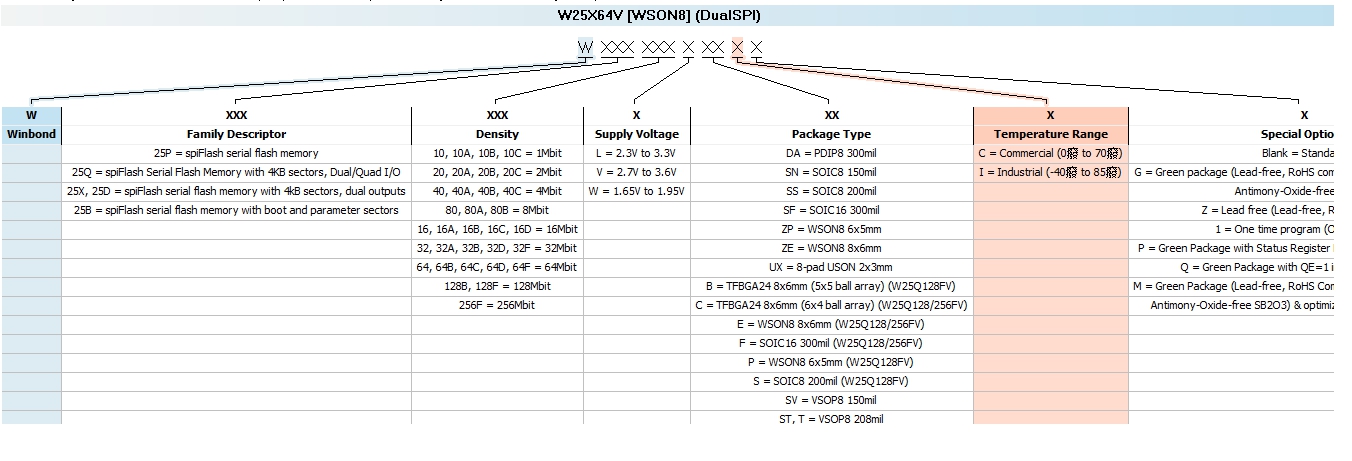 W25X64V [WSON8] (DualSPI)
W XXX XXX X XX X X
W XXX XXX X XX X X
Winbond Family Descriptor Density Supply Voltage Package Type Temperature Range Special Optio
25P = spiFlash serial flash memory 10, 10A, 10B, 10C = 1Mbit L = 2.3V to 3.3V DA = PDIP8 300mil C = Commercial (0 to 70 ) Blank = Standa
25Q = spiFlash Serial Flash Memory with 4KB sectors, Dual/Quad I/O 20, 20A, 20B, 20C = 2Mbit V = 2.7V to 3.6V SN = SOIC8 150mil I = Industrial (-40 to 85 ) G = Green package (Lead-free, RoHS com
25X, 25D = spiFlash Serial flash memory with 4kB sectors, dual outputs 40, 40A, 40B, 40C = 4Mbit W = 1.65V to 1.95V SS = SOIC8 200mil Antimony-Oxide-free
25B = spiFlash serial flash memory with boot and parameter sectors 80, 80A, 80B = 8Mbit SF = SOIC16 300mil Z = Lead free (Lead-free, R
16, 16A, 16B, 16C, 16D = 16Mbit ZP = WSON8 6x5mm 1 = One time program (O
32, 32A, 32B, 32D, 32F = 32Mbit ZE = WSON8 8x6mm P = Green Package with Status Register
64, 64B, 64C, 64D, 64F = 64Mbit UX = 8-pad USON 2x3mm Q = Green Package with QE=1 i
128B, 128F = 128Mbit B = TFBGA24 8x6mm (5x5 ball array) (W25Q128FV) M = Green Package (Lead-free, RoHS Com
256F = 256Mbit C = TFBGA24 8x6mm (6x4 ball array) (W25Q128/256FV) Antimony-Oxide-free SB2O3) & optimiz
E = WSON8 8x6mm (W25Q128/256FV)
F = SOIC16 300mil (W25Q128/256FV)
P = WSON8 6x5mm (W25Q128FV)
S = SOIC8 200mil (W25Q128FV)
SV = VSOP8 150mil
ST, T = VSOP8 208mil